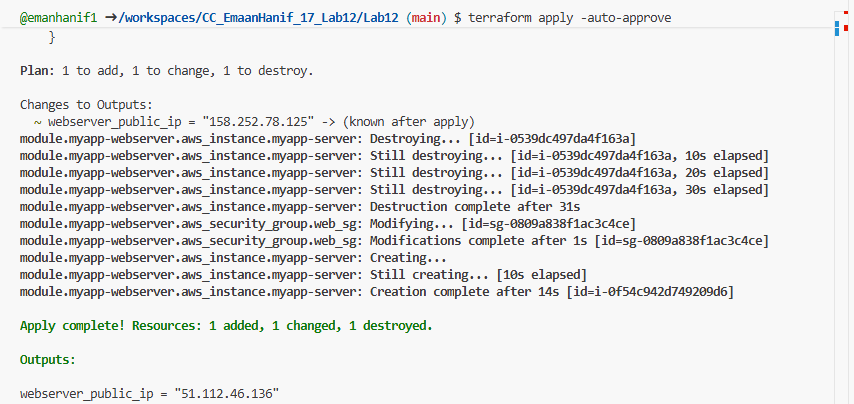 @emanhanif1 ➜/workspaces/CC_EmaanHanif_17_Lab12/Lab12 (main) $ terraform apply -auto-approve
}
Plan: 1 to add, 1 to change, 1 to destroy.
Changes to Outputs:
~ webserver_public_ip = "158.252.78.125" -> (known after apply)
module.myapp-webserver.aws_instance.myapp-server: Destroying... [id=i-0539dc497da4f163a]
module.myapp-webserver.aws_instance.myapp-server: Still destroying... [id=i-0539dc497da4f163a, 10s elapsed]
module.myapp-webserver.aws_instance.myapp-server: Still destroying... [id=i-0539dc497da4f163a, 20s elapsed]
module.myapp-webserver.aws_instance.myapp-server: Still destroying... [id=i-0539dc497da4f163a, 30s elapsed]
module.myapp-webserver.aws_instance.myapp-server: Destruction complete after 31s
module.myapp-webserver.aws_security_group.web_sg: Modifying... [id=sg-0809a838f1ac3c4ce]
module.myapp-webserver.aws_security_group.web_sg: Modifications complete after 1s [id=sg-0809a838f1ac3c4ce]
module.myapp-webserver.aws_instance.myapp-server: Creating...
module.myapp-webserver.aws_instance.myapp-server: Still creating... [10s elapsed]
module.myapp-webserver.aws_instance.myapp-server: Creation complete after 14s [id=i-0f54c942d749209d6]
Apply complete! Resources: 1 added, 1 changed, 1 destroyed.
Outputs:
webserver_public_ip = "51.112.46.136"